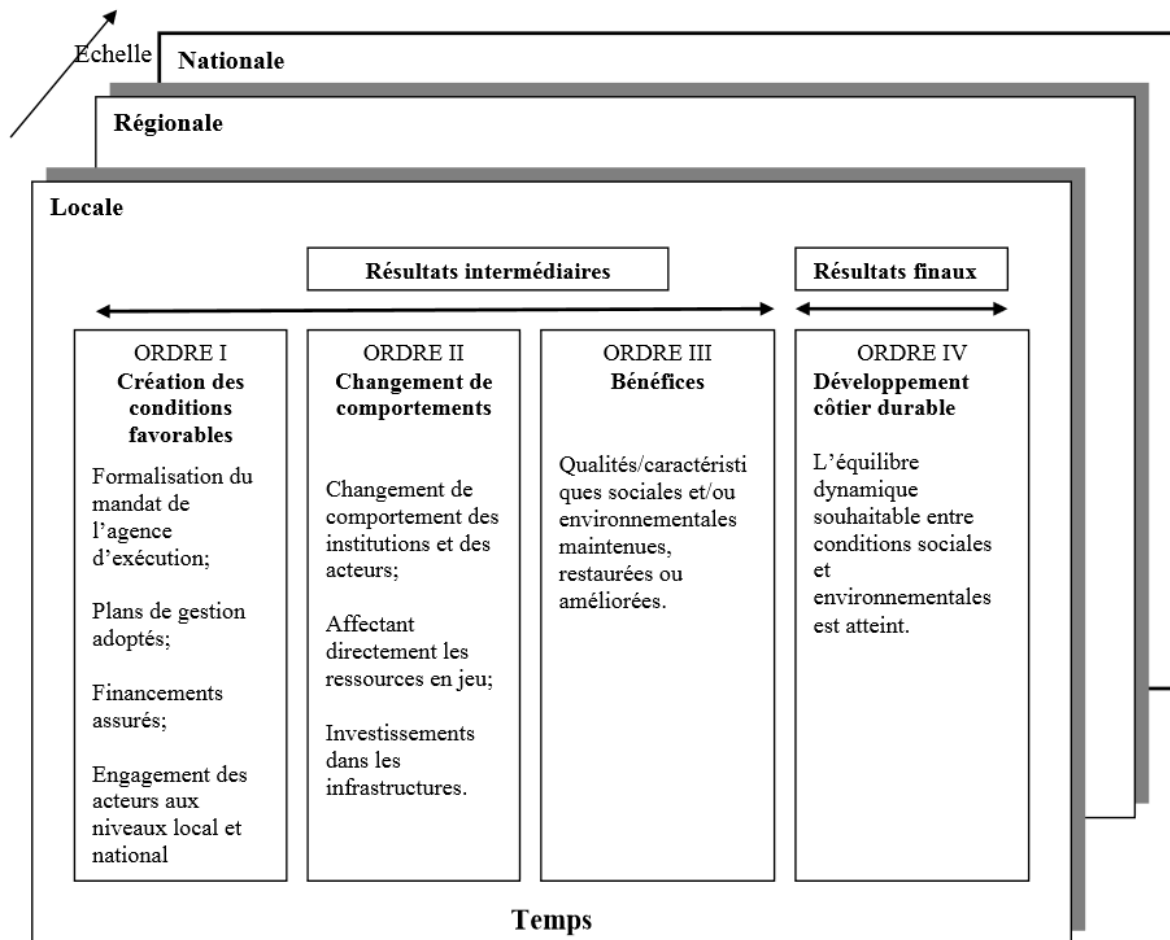 Echelle
Nationale
Régionale
Locale
Résultats intermédiaires
Résultats finaux
ORDRE I
Création des
conditions
favorables
Formalisation du
mandat de
l’agence
d’exécution;
Plans de gestion
adoptés;
Financements
assurés;
Engagement des
acteurs aux
niveaux local et
national
ORDRE II
Changement de
comportements
Changement de
comportement des
institutions et des
acteurs;
Affectant
directement les
ressources en jeu;
Investissements
dans les
infrastructures.
ORDRE III
Bénéfices
Qualités/caractéristi
ques sociales et/ou
environnementales
maintenues,
restaurées ou
améliorées.
ORDRE IV
Développement
côtier durable
L’équilibre
dynamique
souhaitable entre
conditions sociales
et
environnementales
est atteint.
Temps